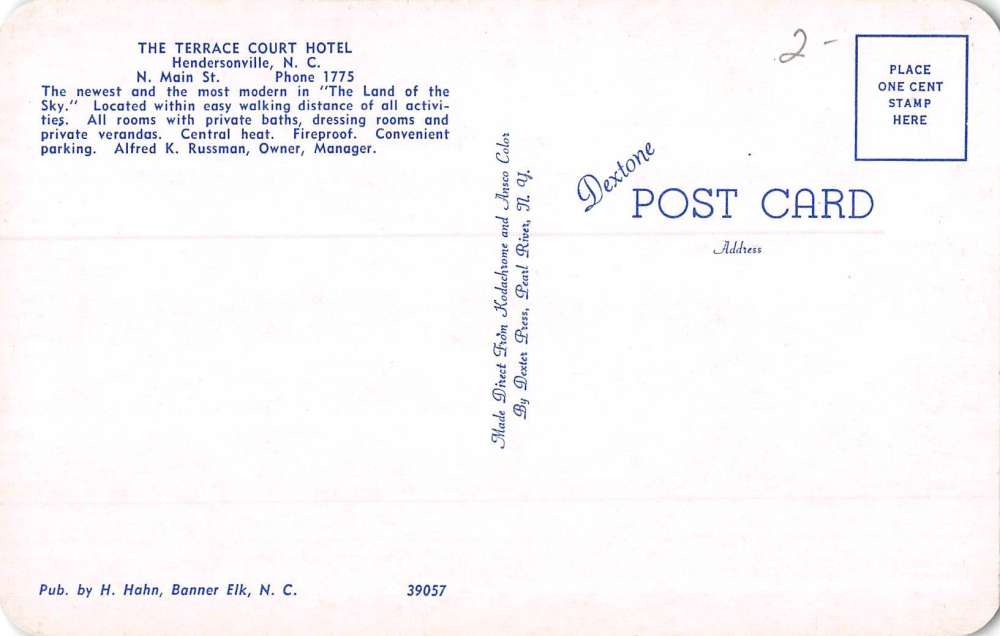 THE TERRACE COURT HOTEL
Hendersonville, N. C.
N. Main St. Phone 1775
The newest and the most modern in "The Land of the
Sky." Located within easy walking distance of all activi-
ties. All rooms with private baths, dressing rooms and
private verandas. Central heat. Fireproof. Convenient
parking. Alfred K. Russman, Owner, Manager.
Pub. by H. Hahn, Banner Elk, N. C. 39057
Made Direct From Kodachrome and Ansco Color
By Dexter Press, Pearl River, N. Y.
2-
PLACE
ONE CENT
STAMP
HERE
Dextone
POST CARD
Address